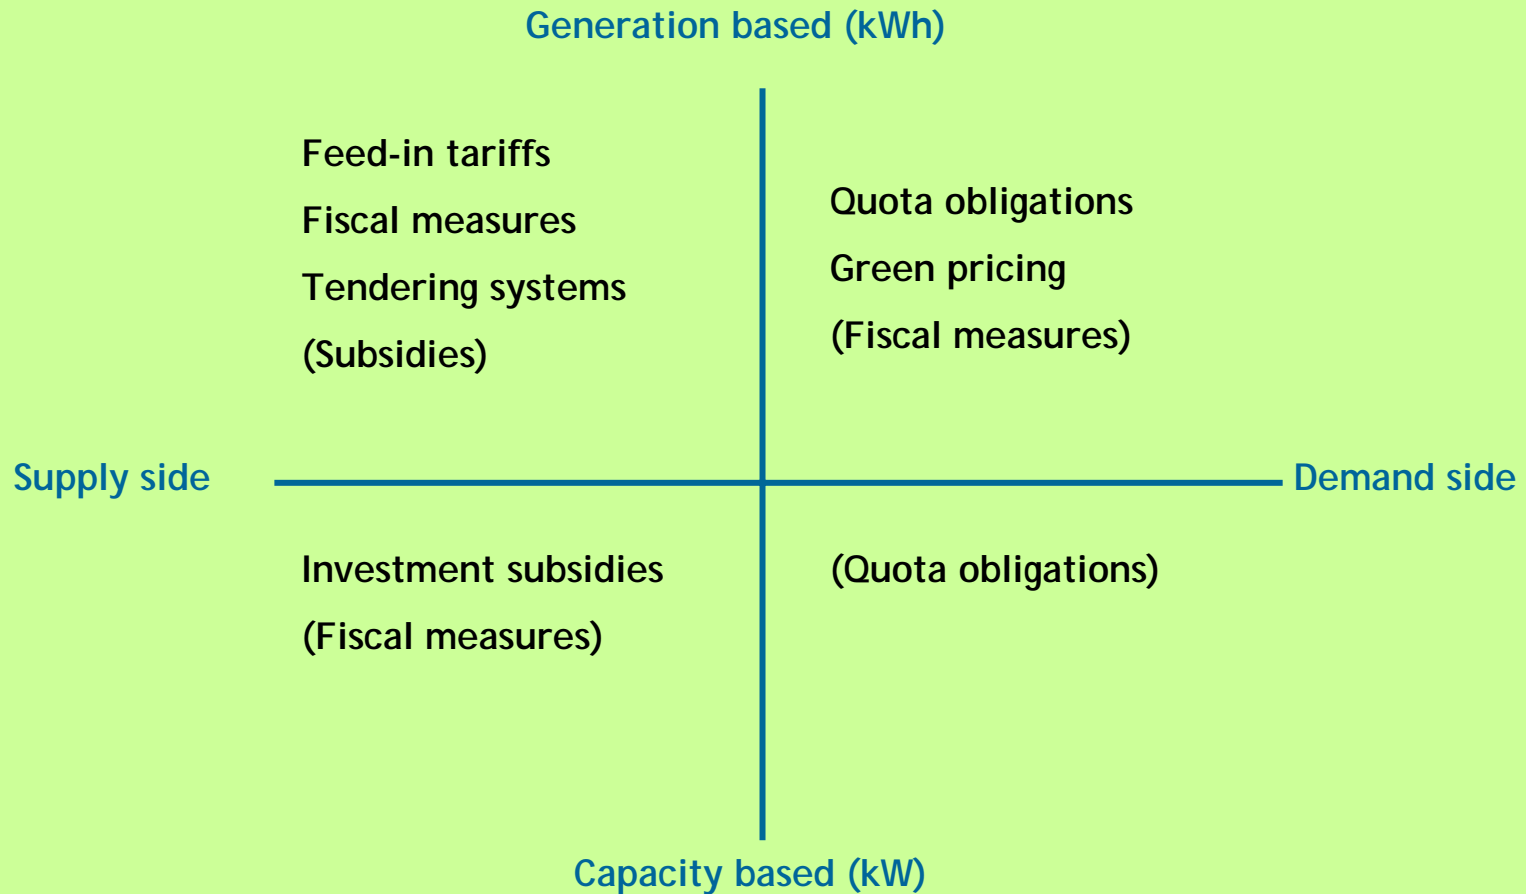 Generation based (kWh)
Feed-in tariffs
Fiscal measures
Tendering systems
(Subsidies)
Quota obligations
Green pricing
(Fiscal measures)
Supply side
Demand side
Investment subsidies
(Fiscal measures)
(Quota obligations)
Capacity based (kW)